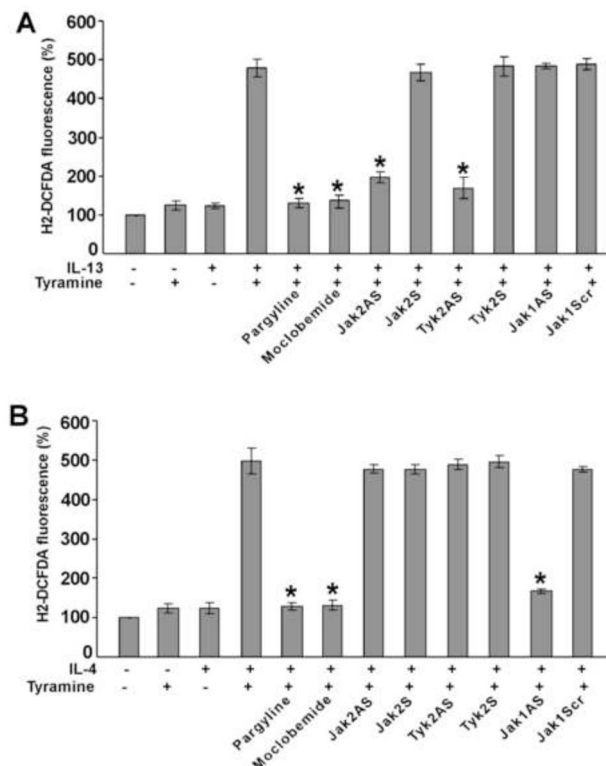 A
H2-DCFDA fluorescence (%)
600
500
400
300
200
100
0
* * * *
IL-13 - - + + + + + + + + + +
Tyramine - + - + + + + + + + + +
Pargyline
Moclobemide
Jak2AS
Jak2S
Tyk2AS
Tyk2S
Jak1AS
Jak1Scr
B
H2-DCFDA fluorescence (%)
600
500
400
300
200
100
0
* * *
IL-4 - - + + + + + + + + + +
Tyramine - + - + + + + + + + + +
Pargyline
Moclobemide
Jak2AS
Jak2S
Tyk2AS
Tyk2S
Jak1AS
Jak1Scr